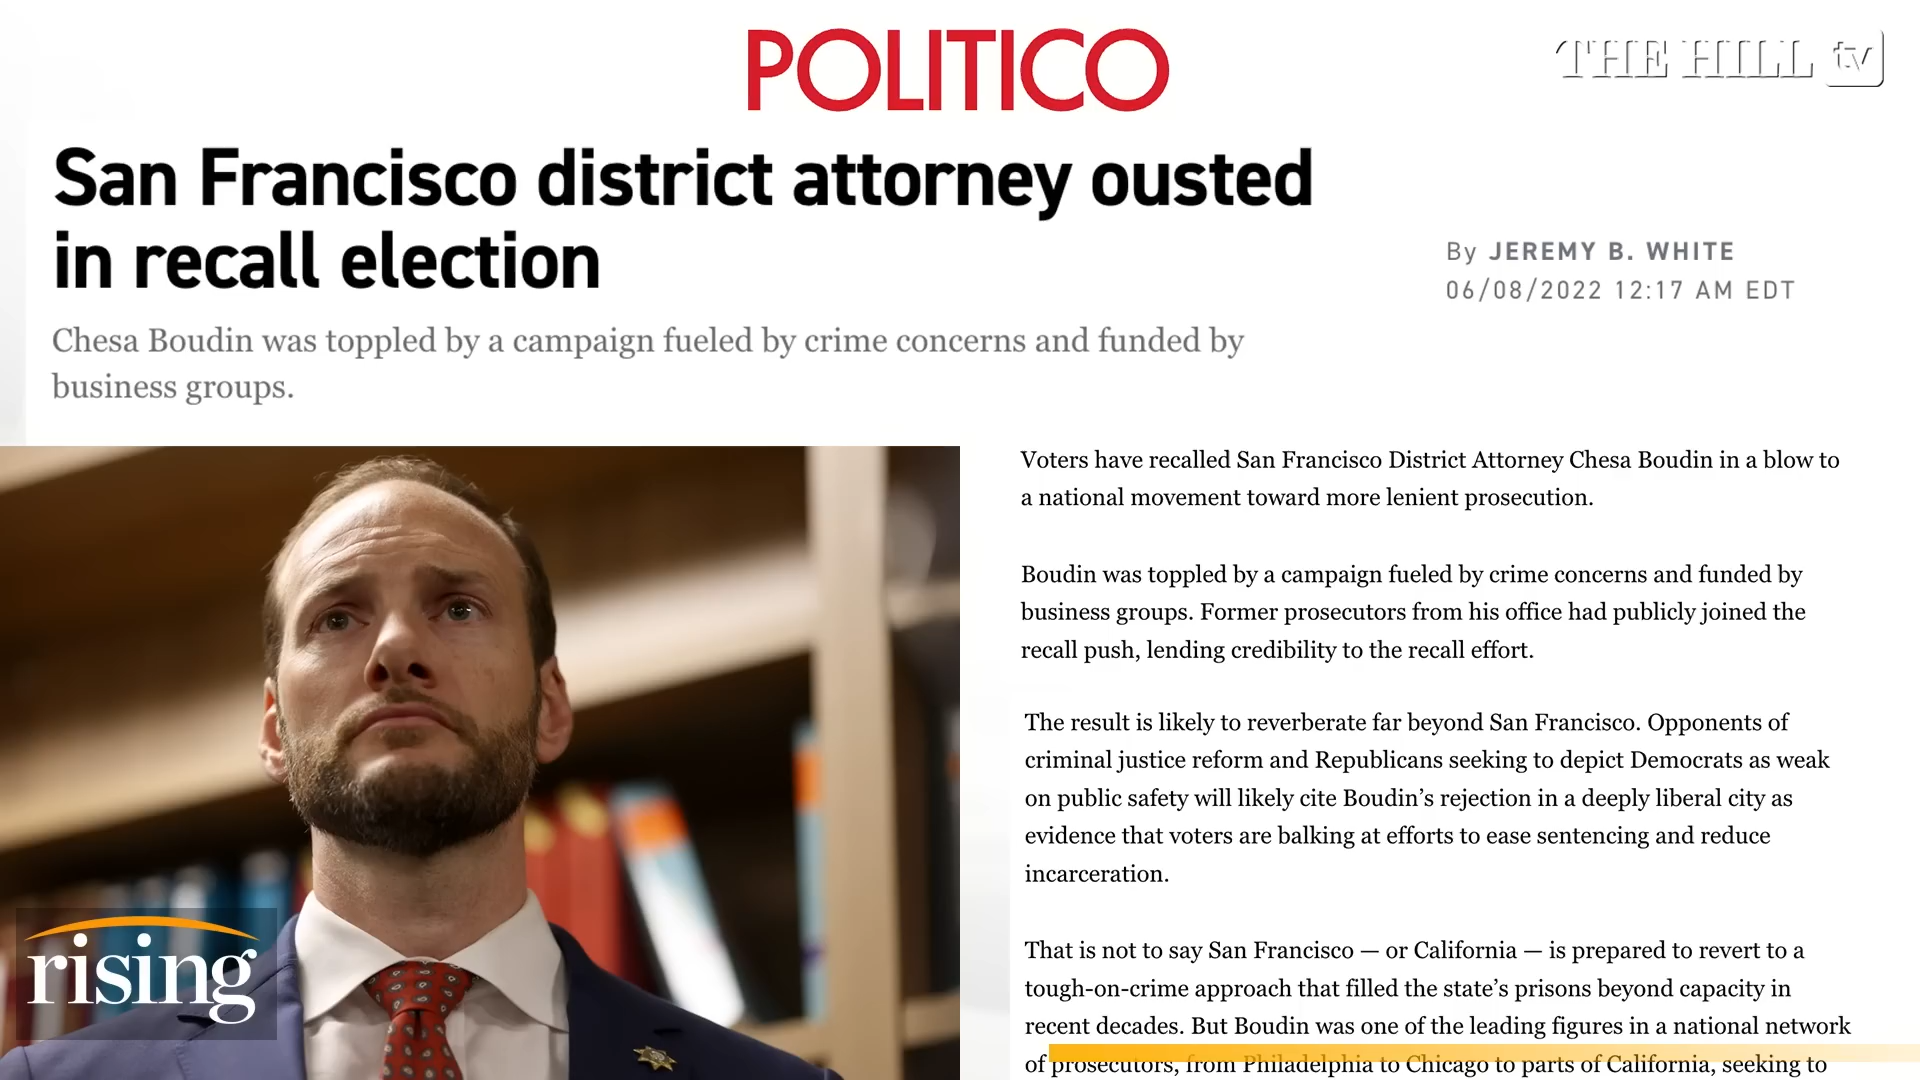 POLITICO
THE HILL tv
San Francisco district attorney ousted
in recall election
By JEREMY B. WHITE
06/08/2022 12:17 AM EDT
Chesa Boudin was toppled by a campaign fueled by crime concerns and funded by
business groups.
Voters have recalled San Francisco District Attorney Chesa Boudin in a blow to
a national movement toward more lenient prosecution.
Boudin was toppled by a campaign fueled by crime concerns and funded by
business groups. Former prosecutors from his office had publicly joined the
recall push, lending credibility to the recall effort.
The result is likely to reverberate far beyond San Francisco. Opponents of
criminal justice reform and Republicans seeking to depict Democrats as weak
on public safety will likely cite Boudin’s rejection in a deeply liberal city as
evidence that voters are balking at efforts to ease sentencing and reduce
incarceration.
That is not to say San Francisco — or California — is prepared to revert to a
tough-on-crime approach that filled the state’s prisons beyond capacity in
recent decades. But Boudin was one of the leading figures in a national network
of prosecutors, from Philadelphia to Chicago to parts of California, seeking to
rising